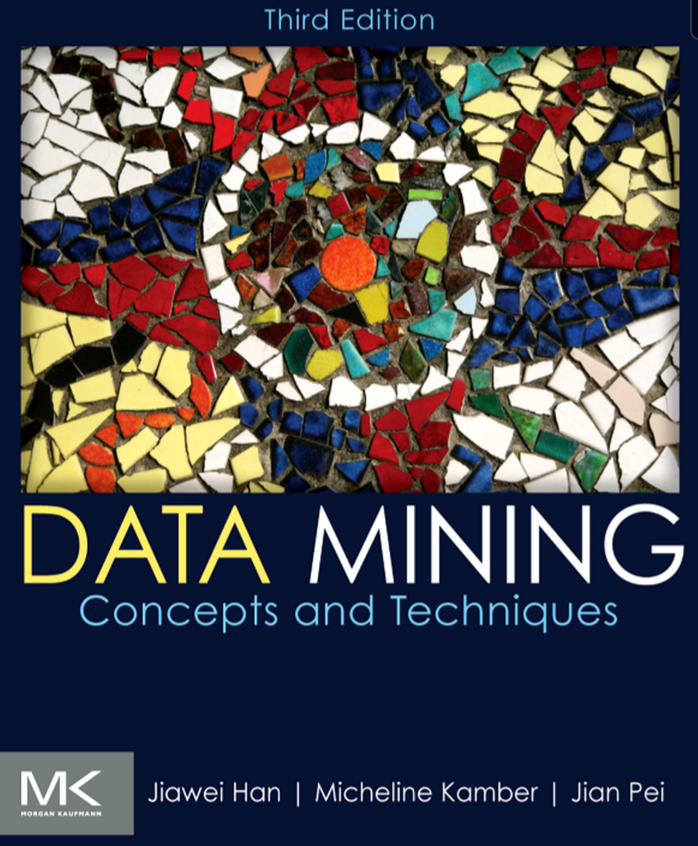 Third Edition
DATA MINING
Concepts and Techniques
MK
MORGAN KAUFMANN
Jiawei Han | Micheline Kamber | Jian Pei